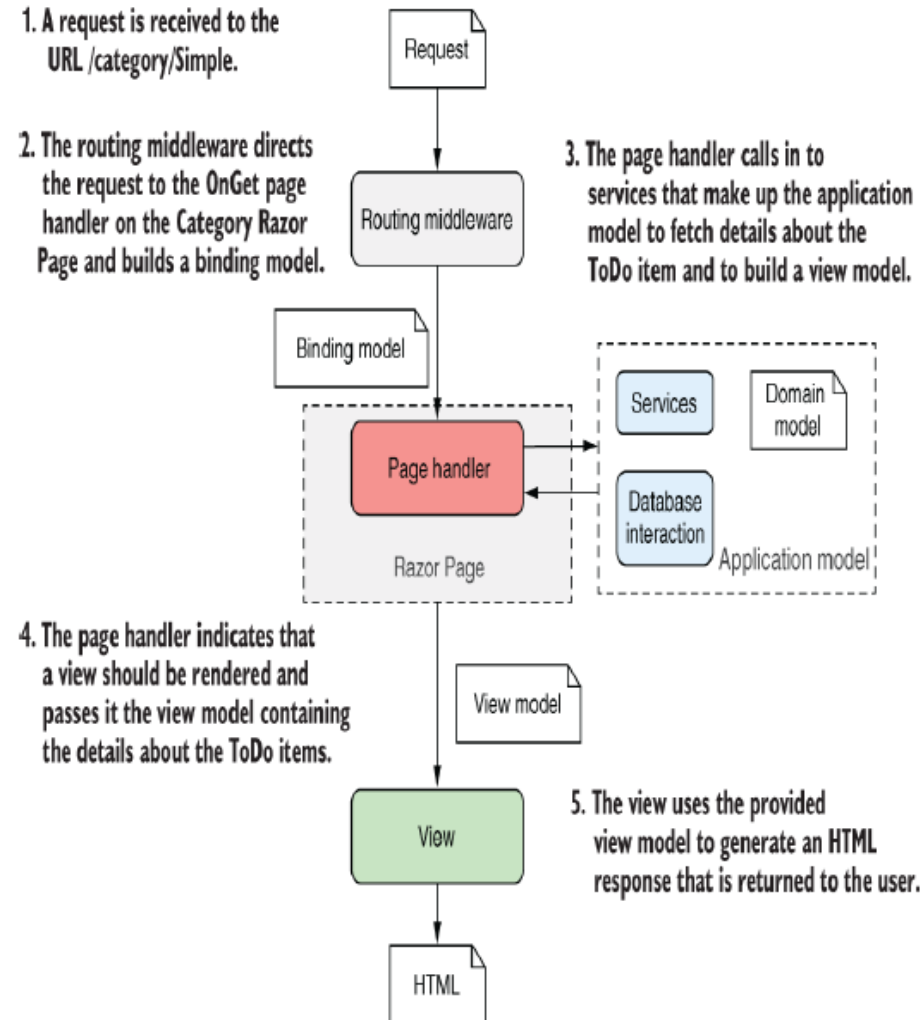 1. A request is received to the
URL /category/Simple.
Request
2. The routing middleware directs
the request to the OnGet page
handler on the Category Razor
Page and builds a binding model.
Routing middleware
3. The page handler calls in to
services that make up the application
model to fetch details about the
ToDo item and to build a view model.
Binding model
Services
Domain
model
Page handler
Database
interaction
Razor Page
Application model
4. The page handler indicates that
a view should be rendered and
passes it the view model containing
the details about the ToDo items.
View model
View
5. The view uses the provided
view model to generate an HTML
response that is returned to the user.
HTML